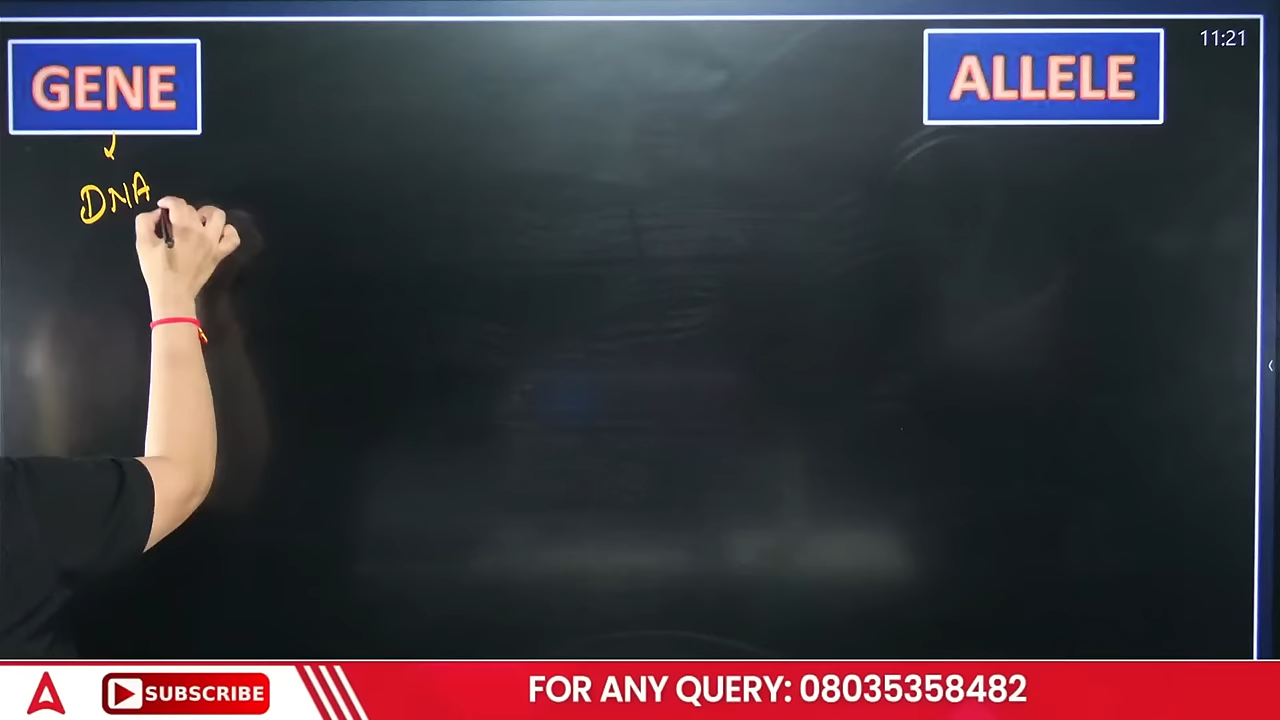 GENE
ALLELE
11:21
DNA
SUBSCRIBE
FOR ANY QUERY: 08035358482